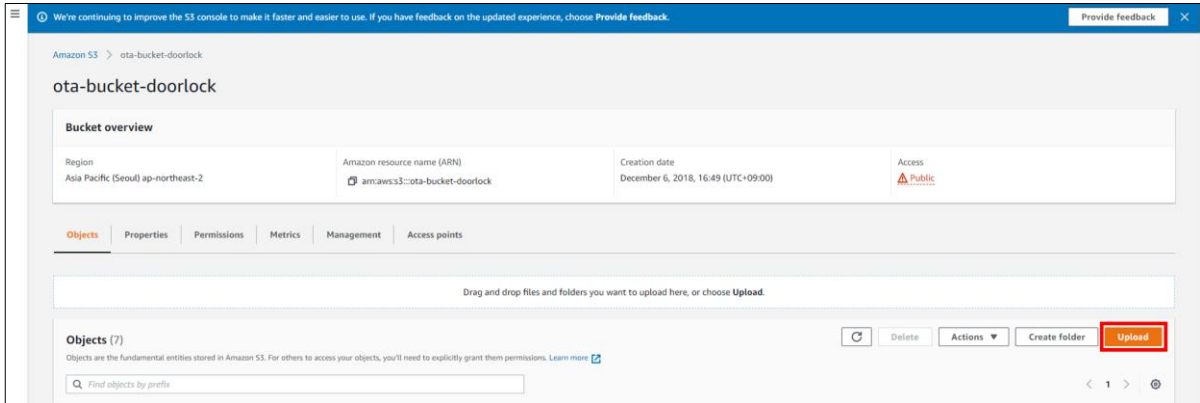 We're continuing to improve the S3 console to make it faster and easier to use. If you have feedback on the updated experience, choose Provide feedback.
Provide feedback
Amazon S3 > ota-bucket-doorlock
ota-bucket-doorlock
Bucket overview
Region
Asia Pacific (Seoul) ap-northeast-2
Amazon resource name (ARN)
arn:aws:s3:::ota-bucket-doorlock
Creation date
December 6, 2018, 16:49 (UTC+09:00)
Access
Public
Objects Properties Permissions Metrics Management Access points
Drag and drop files and folders you want to upload here, or choose Upload.
Objects (7)
Delete Actions Create folder Upload
Objects are the fundamental entities stored in Amazon S3. For others to access your objects, you'll need to explicitly grant them permissions. Learn more
Find objects by prefix
< 1 >